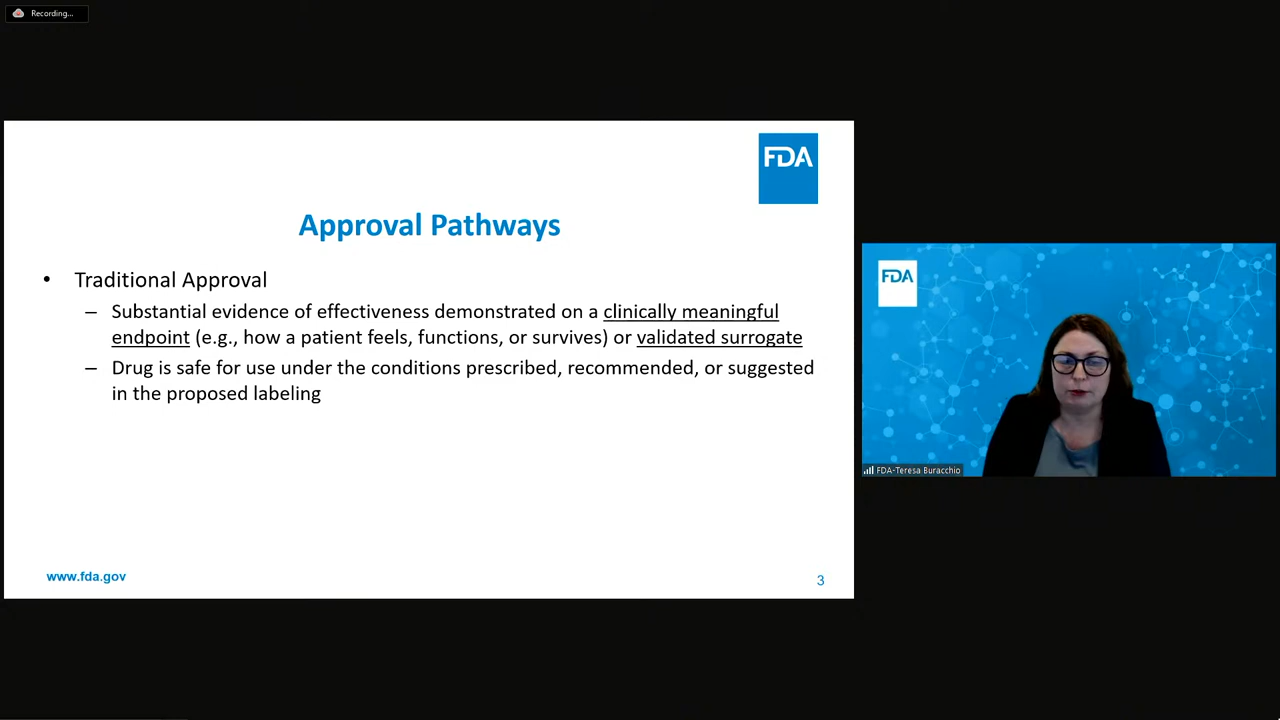 Recording...
FDA
Approval Pathways
• Traditional Approval
– Substantial evidence of effectiveness demonstrated on a clinically meaningful
endpoint (e.g., how a patient feels, functions, or survives) or validated surrogate
– Drug is safe for use under the conditions prescribed, recommended, or suggested
in the proposed labeling
www.fda.gov
3
FDA
FDA-Teresa Buracchio